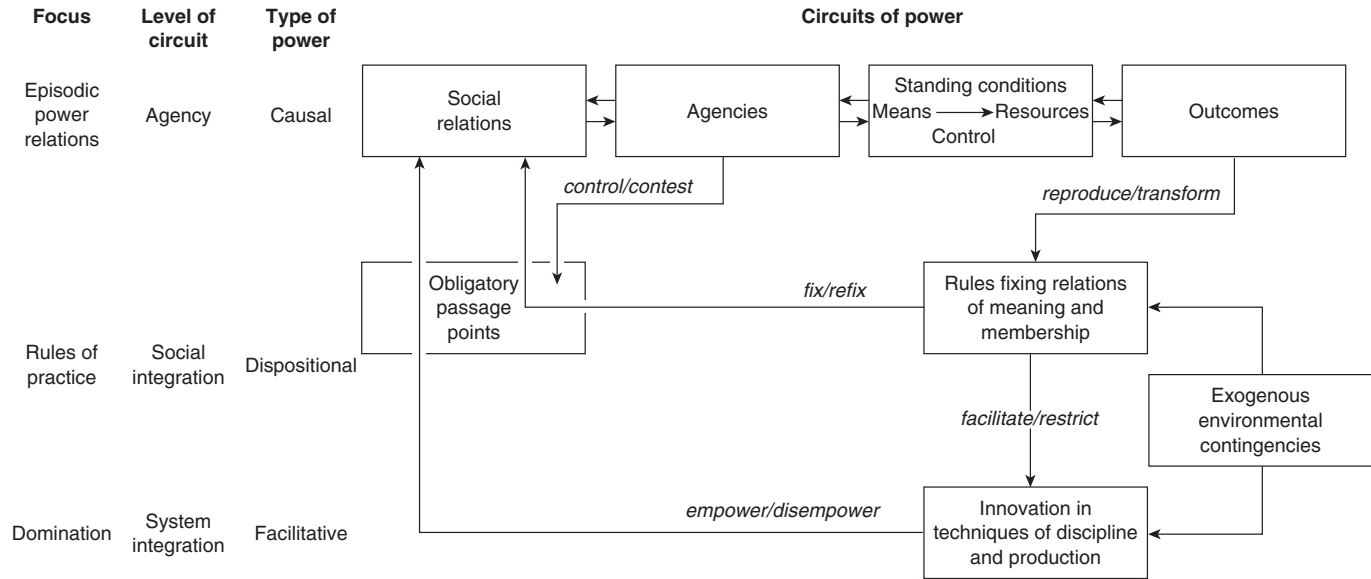 Focus
Level of
circuit
Type of
power
Circuits of power
Episodic
power
relations
Agency
Causal
Social
relations
Agencies
Standing conditions
Means Resources
Control
Outcomes
control/contest
reproduce/transform
Obligatory
passage
points
fix/refix
Rules fixing relations
of meaning and
membership
Rules of
practice
Social
integration
Dispositional
facilitate/restrict
Exogenous
environmental
contingencies
Domination
System
integration
Facilitative
empower/disempower
Innovation in
techniques of discipline
and production